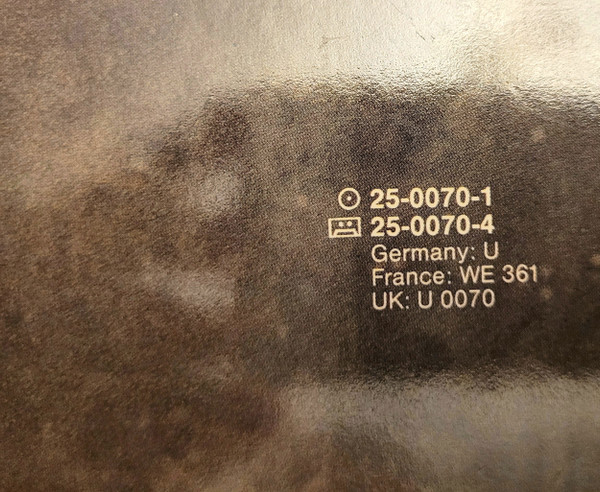 25-0070-1
25-0070-4
Germany: U
France: WE 361
UK: U 0070